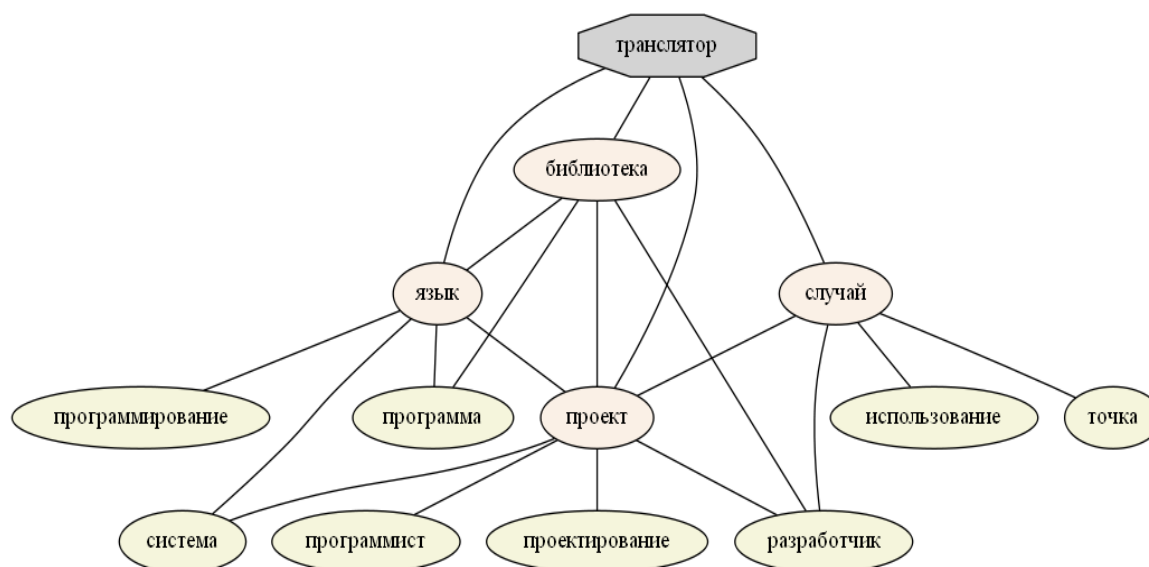 транслятор
библиотека
язык
случай
программирование
программа
проект
использование
точка
система
программист
проектирование
разработчик